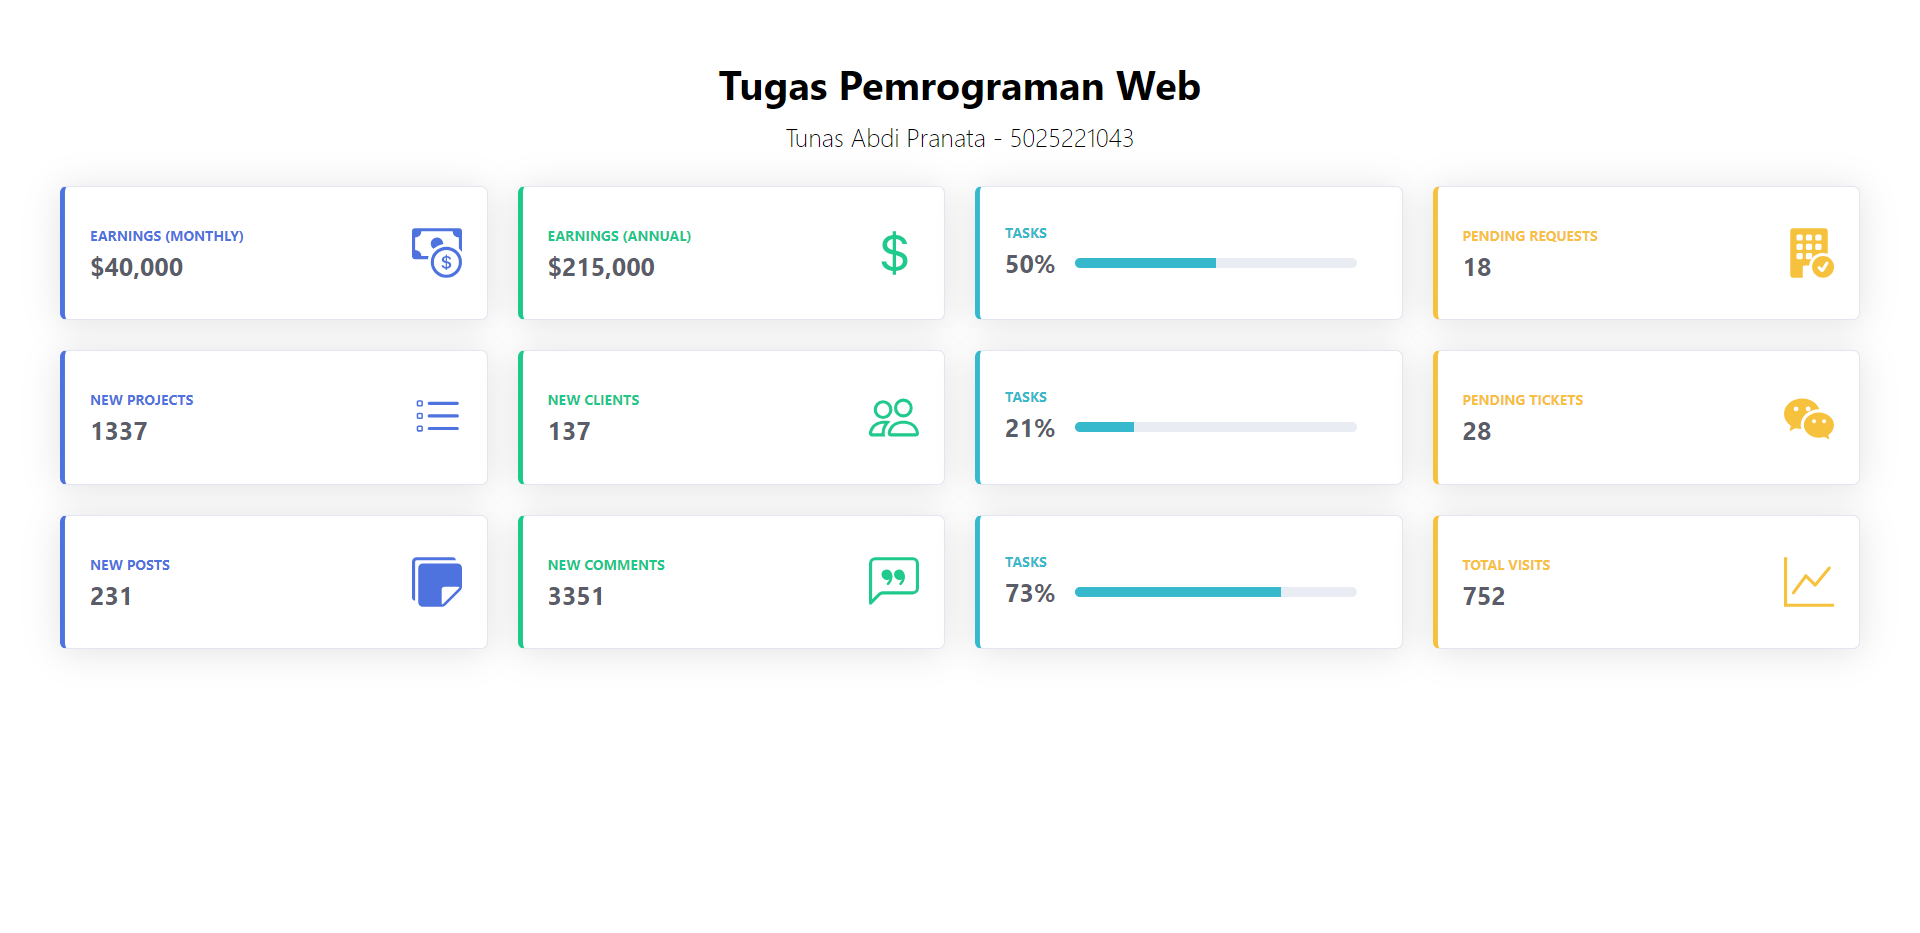 Tugas Pemrograman Web
Tunas Abdi Pranata - 5025221043
EARNINGS (MONTHLY)
$40,000
$
EARNINGS (ANNUAL)
$215,000
$
TASKS
50%
PENDING REQUESTS
18
NEW PROJECTS
1337
NEW CLIENTS
137
TASKS
21%
PENDING TICKETS
28
NEW POSTS
231
NEW COMMENTS
3351
TASKS
73%
TOTAL VISITS
752